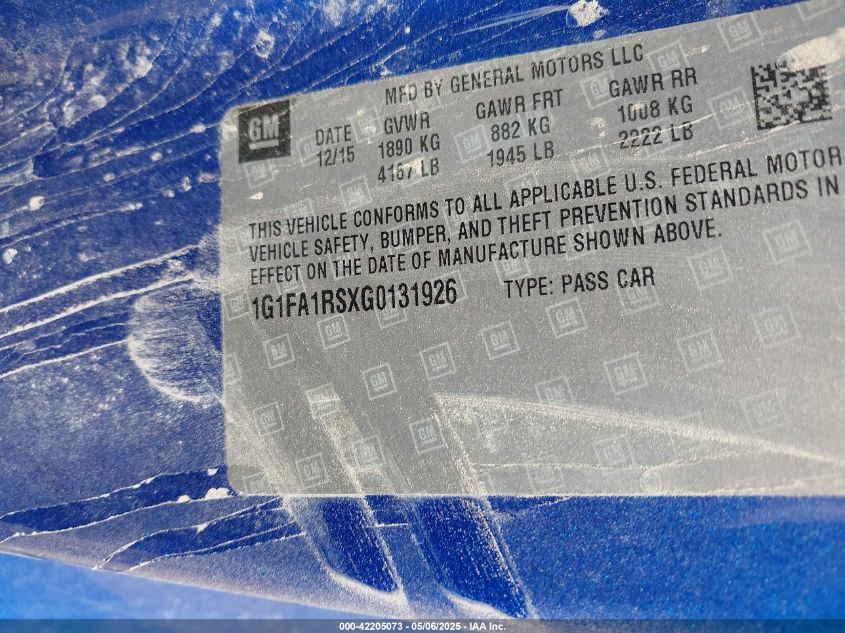 MFD BY GENERAL MOTORS LLC
GM
DATE GVWR GAWR FRT GAWR RR
12/15 1890 KG 882 KG 1008 KG
4167 LB 1945 LB 2222 LB
THIS VEHICLE CONFORMS TO ALL APPLICABLE U.S. FEDERAL MOTOR
VEHICLE SAFETY, BUMPER, AND THEFT PREVENTION STANDARDS IN
EFFECT ON THE DATE OF MANUFACTURE SHOWN ABOVE.
1G1FA1RSXG0131926 TYPE: PASS CAR
000-42205073 - 05/06/2025 - IAA Inc.